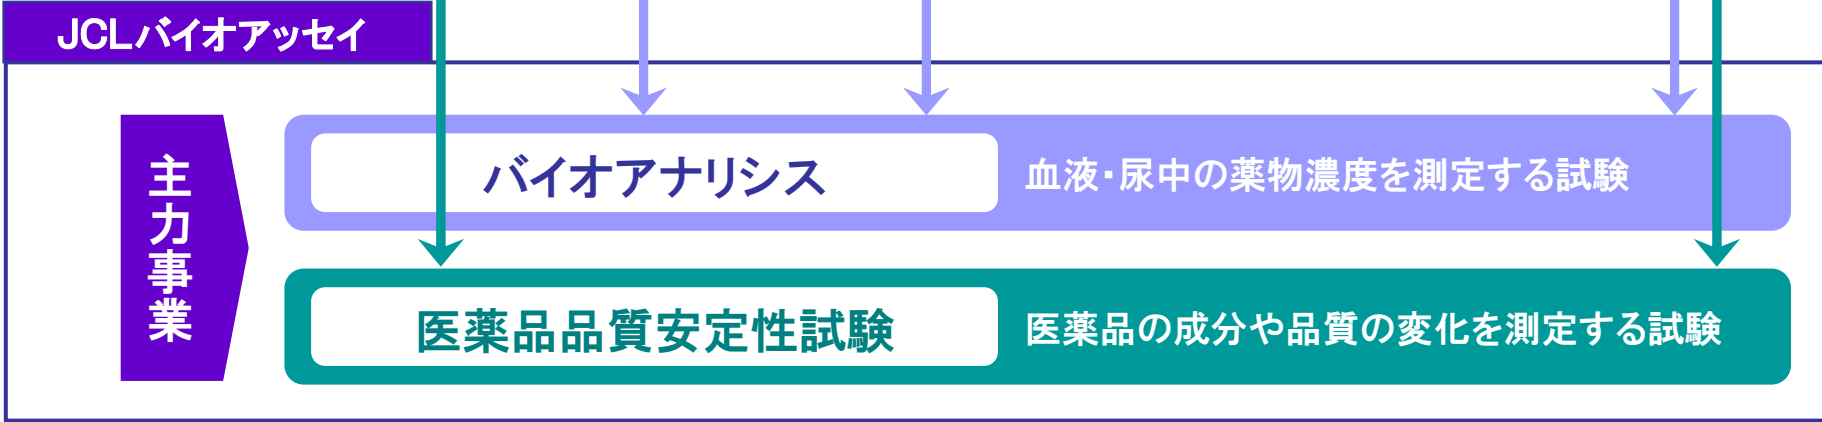 JCLバイオアッセイ
主力事業
バイオアナリシス
血液・尿中の薬物濃度を測定する試験
医薬品品質安定性試験
医薬品の成分や品質の変化を測定する試験